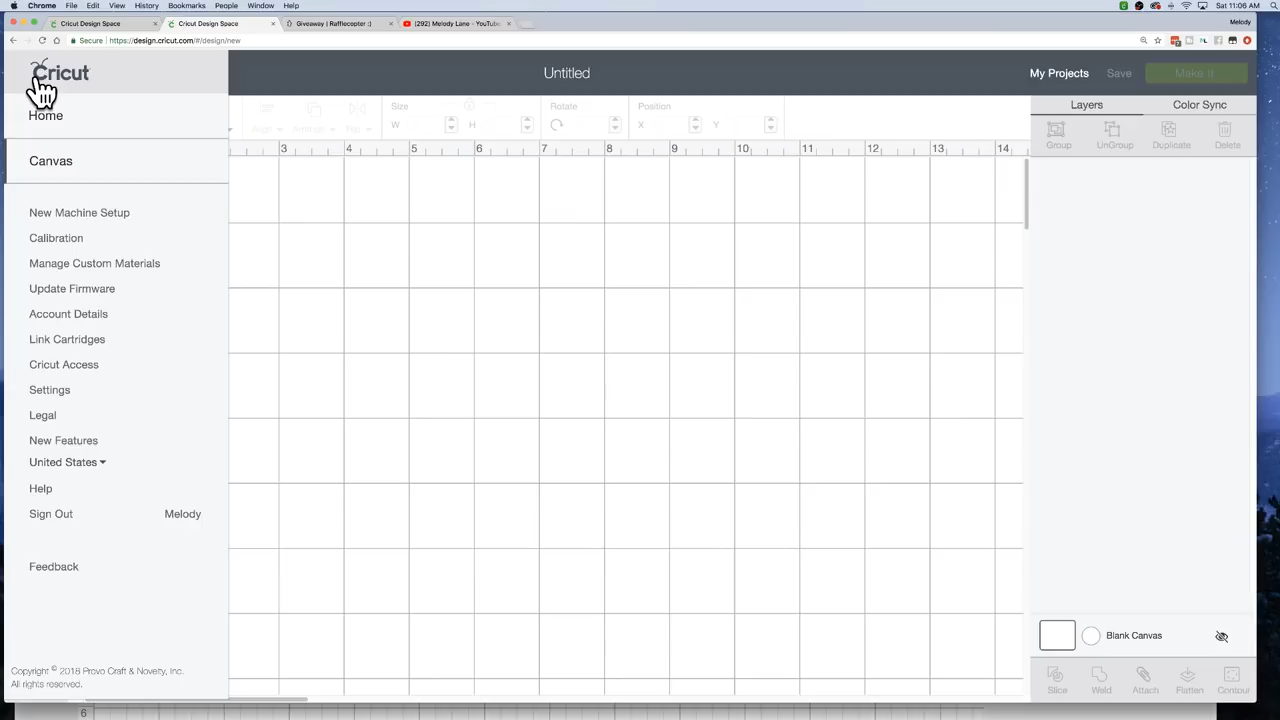 Chrome File Edit View History Bookmarks People Window Help
Sat 11:06 AM
Cricut Design Space
Cricut Design Space
Giveaway | Rafflecopter :)
(292) Melody Lane - YouTube
Melody
Secure https://design.cricut.com/#/design/new
Cricut
Untitled
My Projects Save Make It
Home
Canvas
New Machine Setup
Calibration
Manage Custom Materials
Update Firmware
Account Details
Link Cartridges
Cricut Access
Settings
Legal
New Features
United States
Help
Sign Out Melody
Feedback
Copyright © 2018 Provo Craft & Novelty, Inc.
All rights reserved.
Align Arrange Flip
Size
W H
Rotate
Position
X Y
3 4 5 6 7 8 9 10 11 12 13 14
Layers Color Sync
Group UnGroup Duplicate Delete
Blank Canvas
Slice Weld Attach Flatten Contour
6